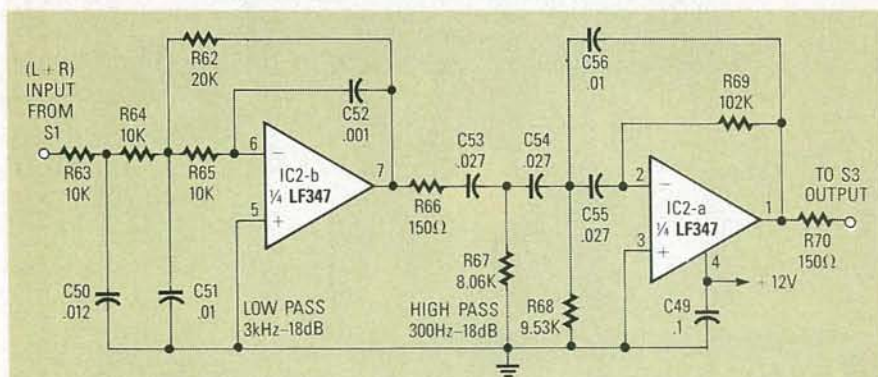 (L + R)
INPUT
FROM
S1
R63
10K
R64
10K
R62
20K
R65
10K
C52
.001
6
5
7
IC2-b
¼ LF347
C50
.012
C51
.01
LOW PASS
3kHz–18dB
R66
150Ω
C53
.027
R67
8.06K
HIGH PASS
300Hz–18dB
C54
.027
C56
.01
C55
.027
R68
9.53K
R69
102K
2
3
1
4
IC2-a
¼ LF347
C49
.1
+ 12V
TO S3
OUTPUT
R70
150Ω